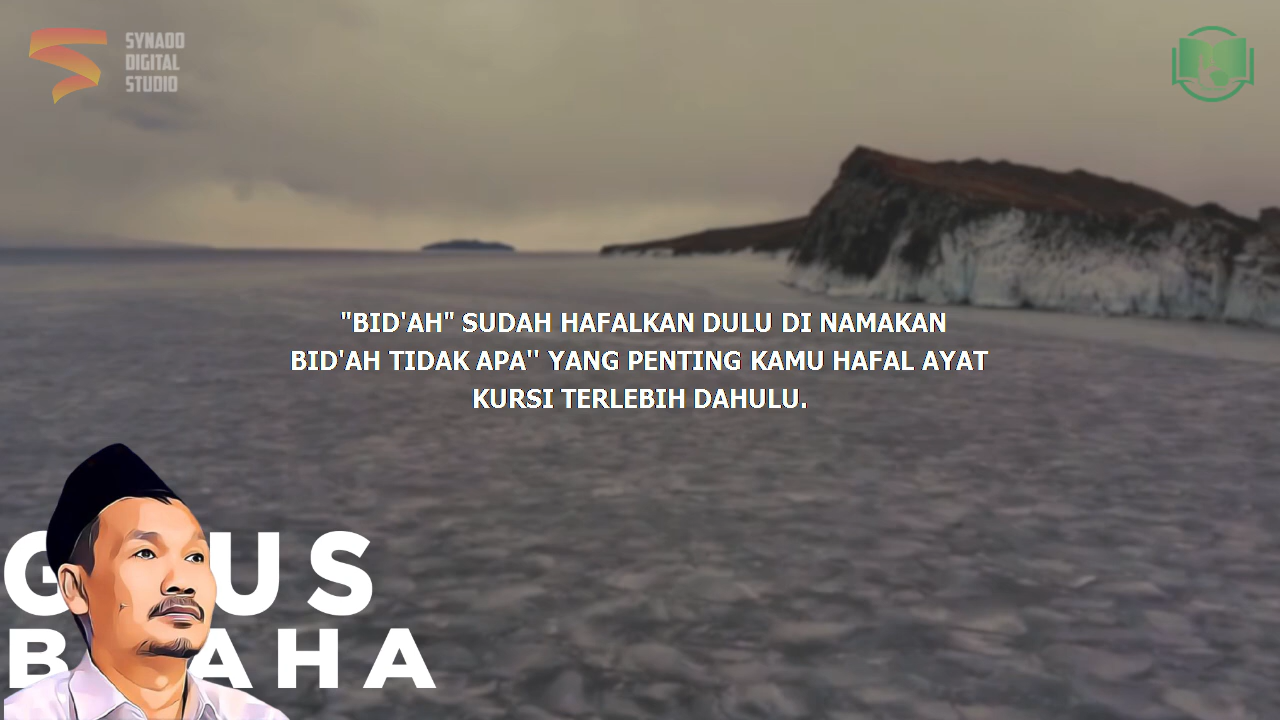 SYNADO
DIGITAL
STUDIO
"BID'AH" SUDAH HAFALKAN DULU DI NAMAKAN
BID'AH TIDAK APA'' YANG PENTING KAMU HAFAL AYAT
KURSI TERLEBIH DAHULU.
GUS
BAHA